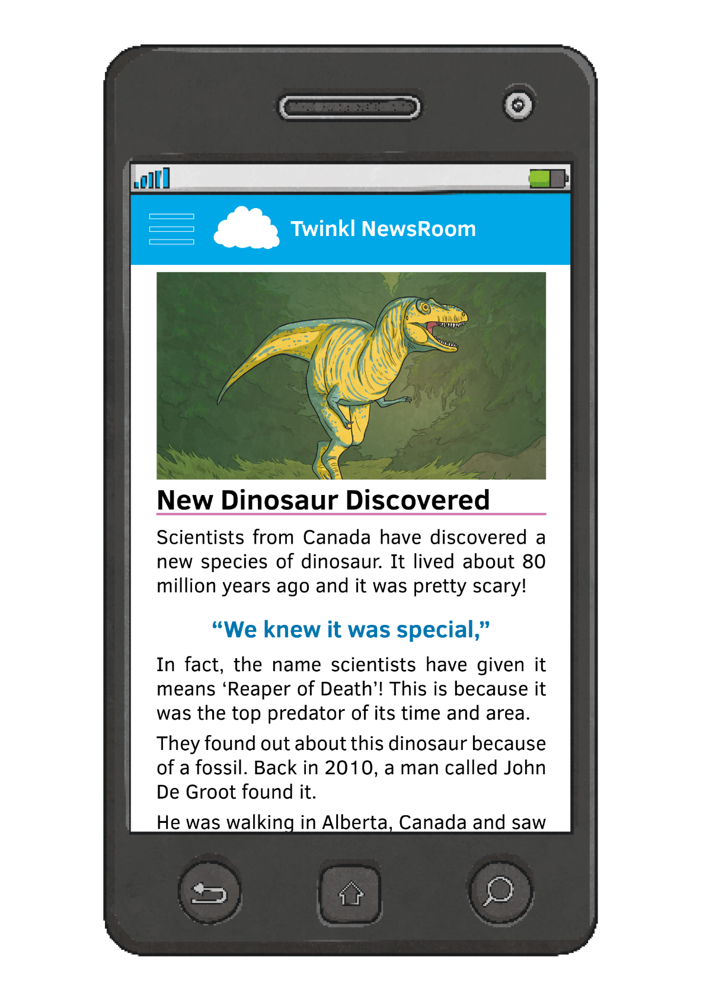 Twinkl NewsRoom
New Dinosaur Discovered
Scientists from Canada have discovered a
new species of dinosaur. It lived about 80
million years ago and it was pretty scary!
“We knew it was special,”
In fact, the name scientists have given it
means ‘Reaper of Death’! This is because it
was the top predator of its time and area.
They found out about this dinosaur because
of a fossil. Back in 2010, a man called John
De Groot found it.
He was walking in Alberta, Canada and saw